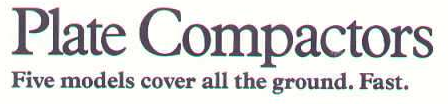 Plate Compactors
Five models cover all the ground. Fast.